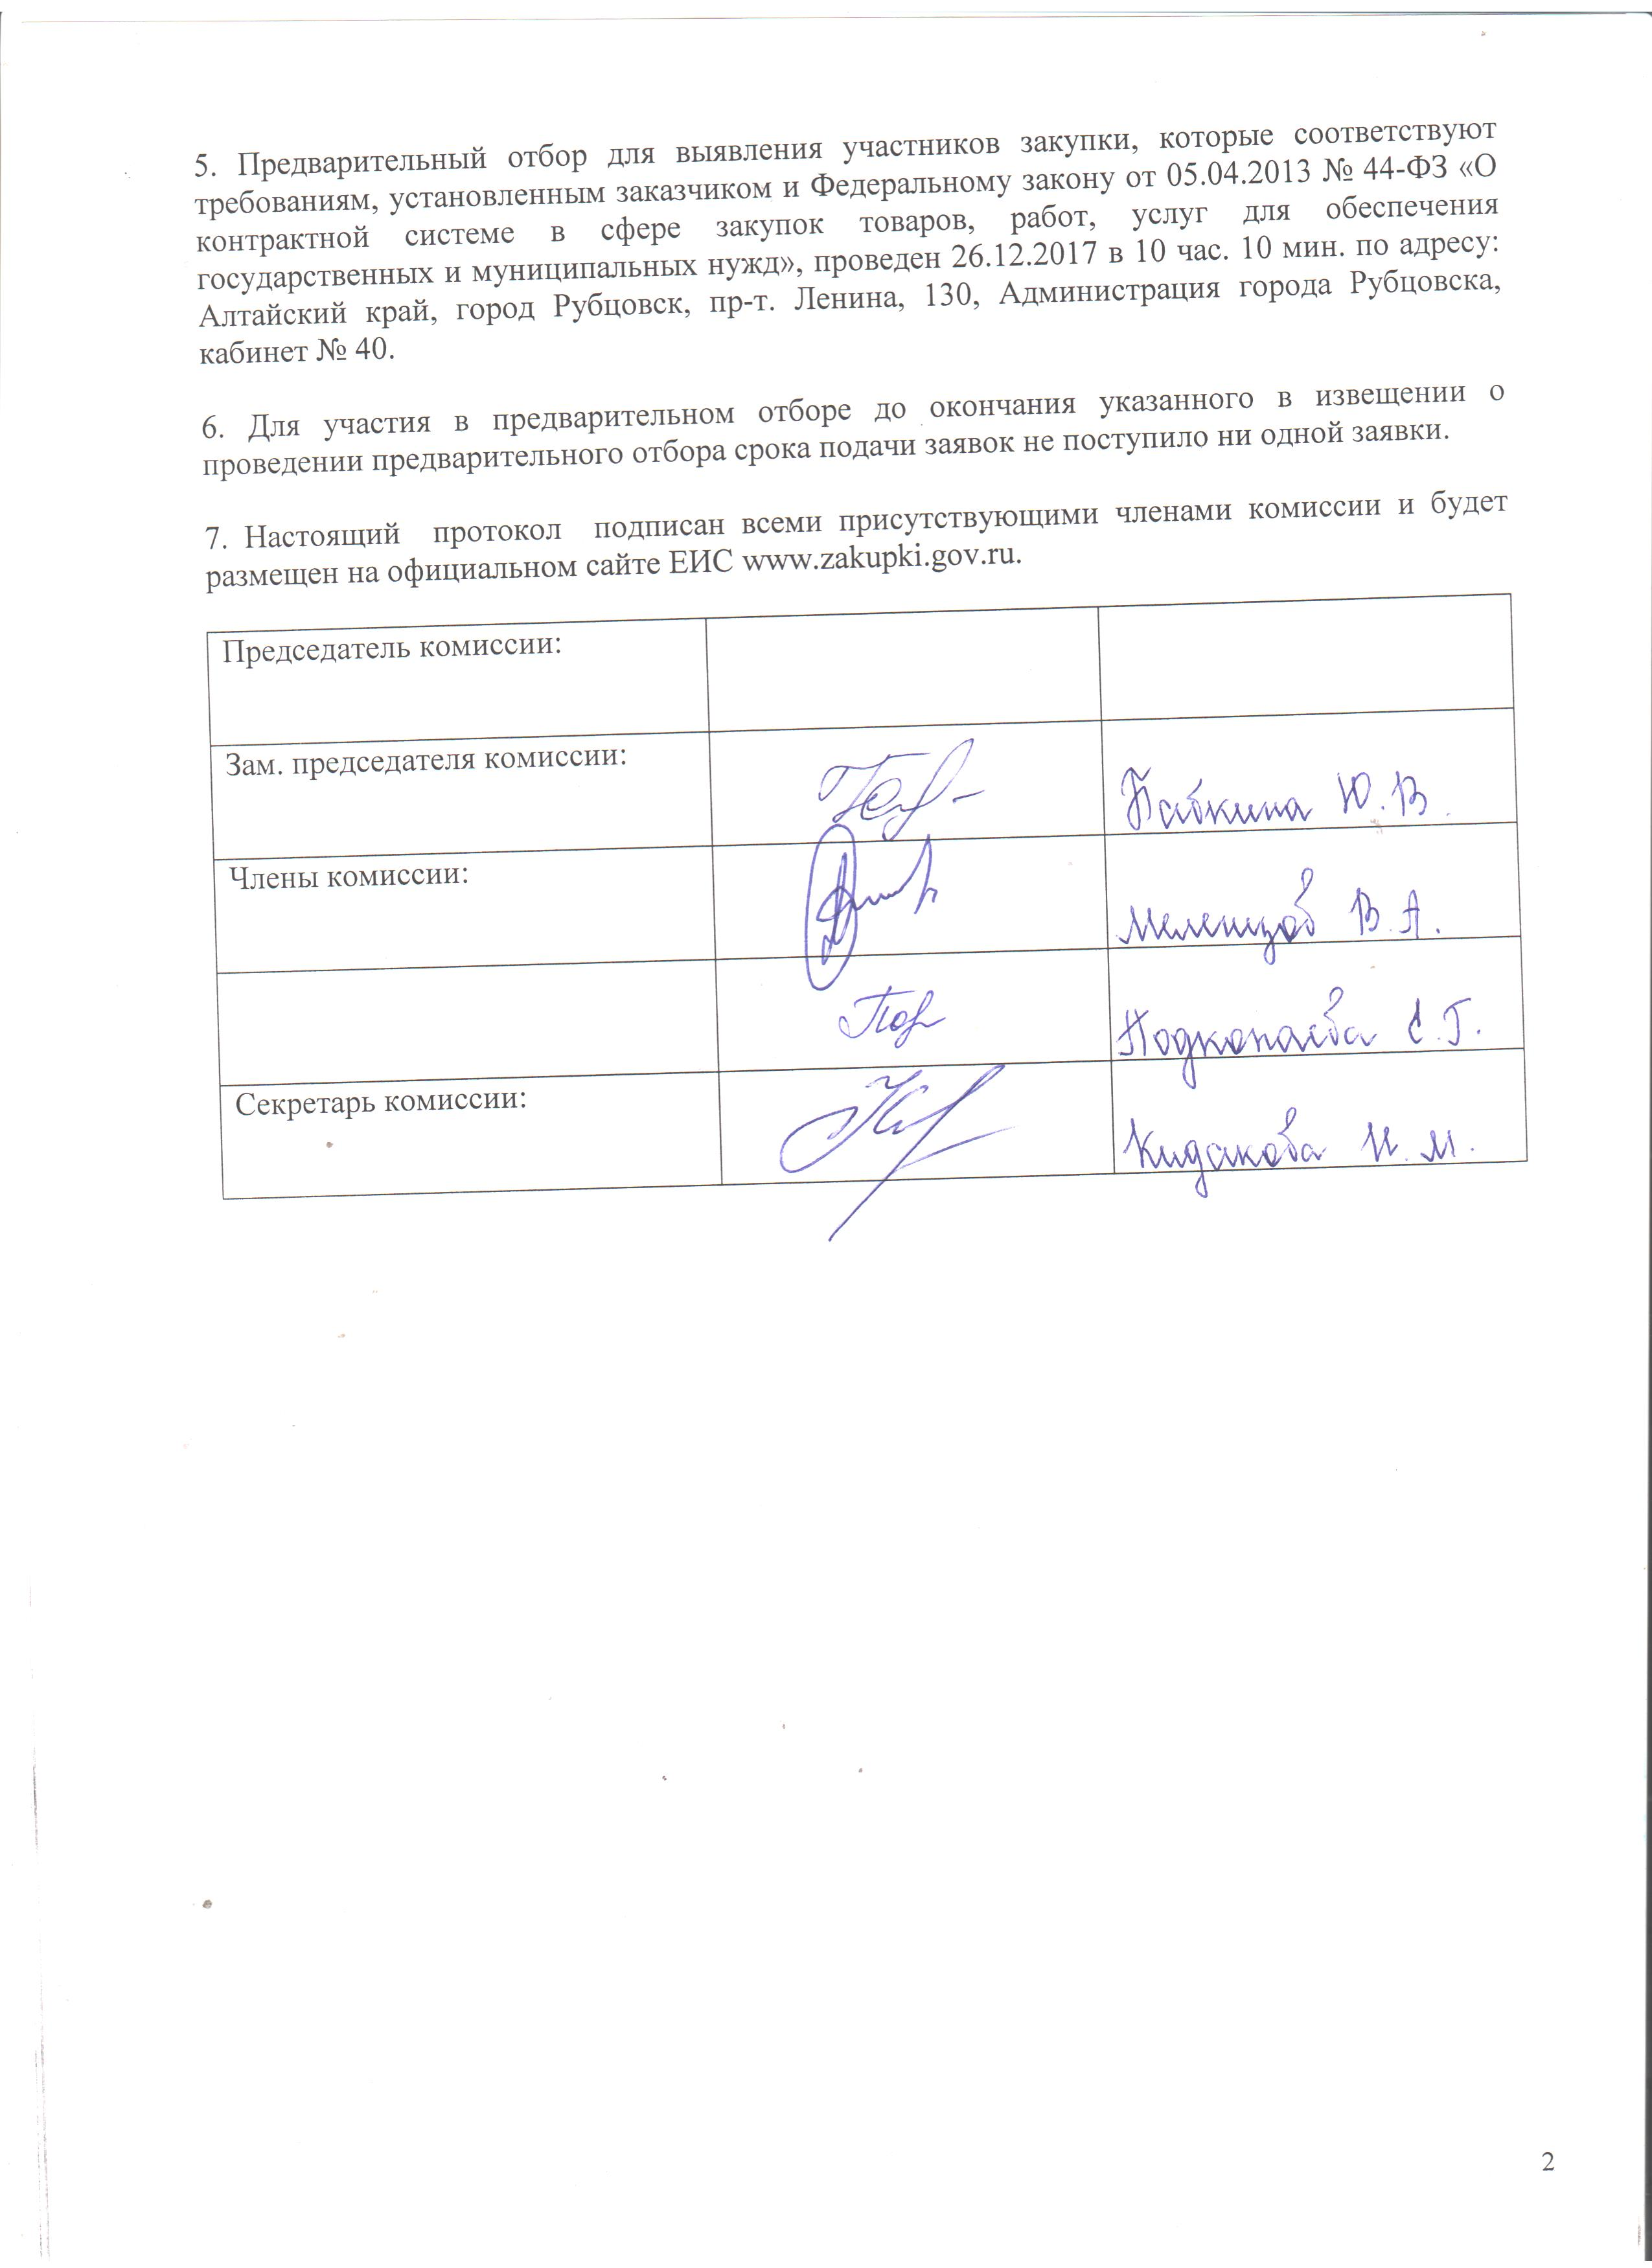 5. Предварительный отбор для выявления участников закупки, которые соответствуют
требованиям, установленным заказчиком и Федеральному закону от 05.04.2013 № 44-ФЗ «О
контрактной системе в сфере закупок товаров, работ, услуг для обеспечения
государственных и муниципальных нужд», проведен 26.12.2017 в 10 час. 10 мин. по адресу:
Алтайский край, город Рубцовск, пр-т. Ленина, 130, Администрация города Рубцовска,
кабинет № 40.
6. Для участия в предварительном отборе до окончания указанного в извещении о
проведении предварительного отбора срока подачи заявок не поступило ни одной заявки.
7. Настоящий протокол подписан всеми присутствующими членами комиссии и будет
размещен на официальном сайте ЕИС www.zakupki.gov.ru.
Председатель комиссии:
Зам. председателя комиссии:
Ю.В.
Члены комиссии:
В.А.
Подкопаева С.Г.
Секретарь комиссии:
Кидакова Н.М.
2